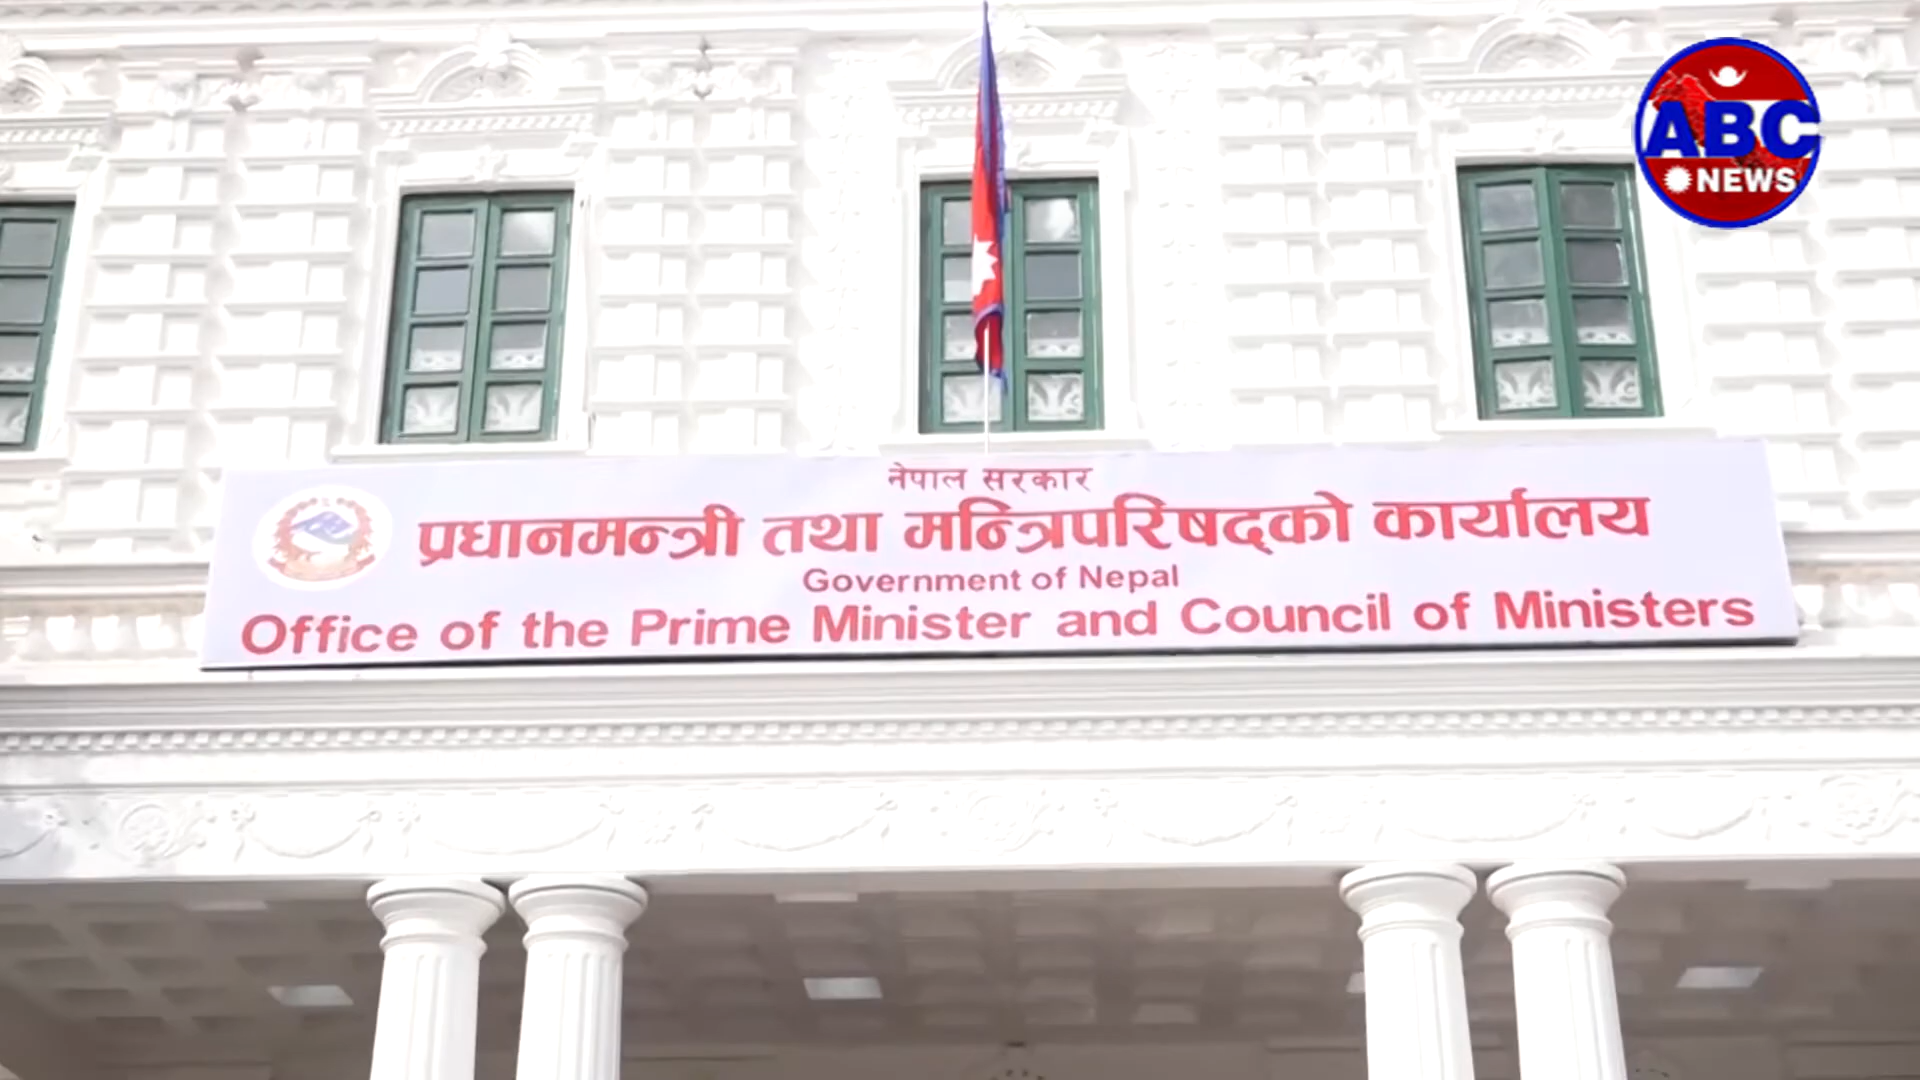 ABC
NEWS
नेपाल सरकार
प्रधानमन्त्री तथा मन्त्रिपरिषद्को कार्यालय
Government of Nepal
Office of the Prime Minister and Council of Ministers